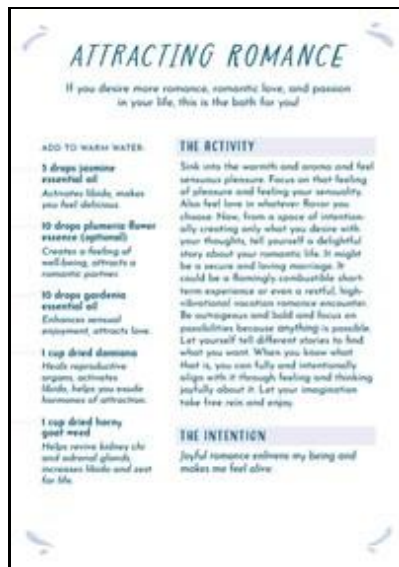 ATTRACTING ROMANCE
If you desire more romance, romantic love, and passion
in your life, this is the bath for you!
ADD TO WARM WATER:
5 drops jasmine
essential oil
Activates libido, makes
you feel delicious.
10 drops plumeria flower
essence (optional)
Creates a feeling of
well-being, attracts a
romantic partner.
10 drops gardenia
essential oil
Enhances sensual
enjoyment, attracts love.
1 cup dried damiana
Heals reproductive
organs, activates
libido, helps you exude
hormones of attraction.
1 cup dried horny
goat weed
Helps revive kidney chi
and adrenal glands,
increases libido and zest
for life.
THE ACTIVITY
Sink into the warmth and aroma and feel
sensuous pleasure. Focus on that feeling
of pleasure and feeling your sensuality.
Also feel love in whatever flavor you
choose. Now, from a space of intention-
ally creating only what you desire with
your thoughts, tell yourself a delightful
story about your romantic life. It might
be a secure and loving marriage. It
could be a flamingly combustible short-
term experience or even a restful, high-
vibrational vacation romance encounter.
Be outrageous and bold and focus on
possibilities because anything is possible.
Let yourself tell different stories to find
what you want. When you know what
that is, you can fully and intentionally
align with it through feeling and thinking
joyfully about it. Let your imagination
take free rein and enjoy.
THE INTENTION
Joyful romance enlivens my being and
makes me feel alive.